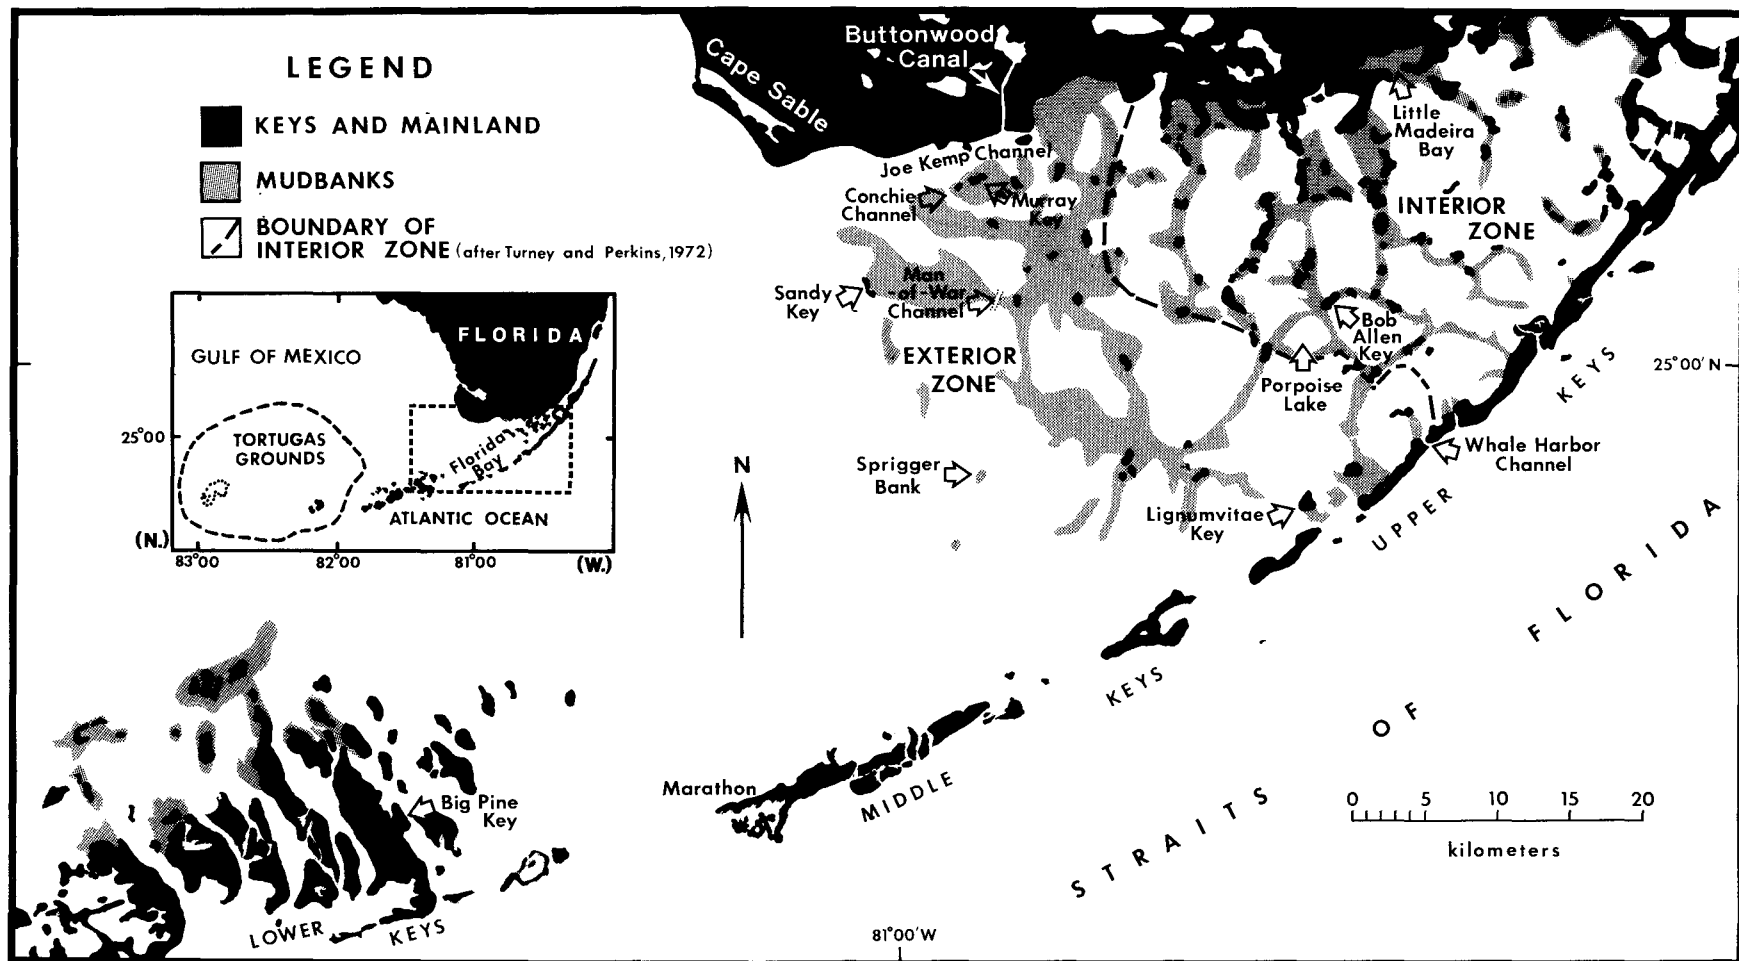 LEGEND
KEYS AND MAINLAND
MUDBANKS
BOUNDARY OF
INTERIOR ZONE (after Turney and Perkins, 1972)
Cape Sable
Buttonwood
Canal
Little
Madeira
Bay
Joe Kemp Channel
Conchie
Channel
Murray
Key
INTERIOR
ZONE
Man
-of-War
Channel
Sandy
Key
EXTERIOR
ZONE
Bob
Allen
Key
Porpoise
Lake
25°00' N
Whale Harbor
Channel
Sprigger
Bank
Lignumvitae
Key
UPPER KEYS
N
FLORIDA
GULF OF MEXICO
TORTUGAS
GROUNDS
Florida
Bay
ATLANTIC OCEAN
25°00
(N.)
83°00
82°00
81°00
(W.)
STRAITS OF FLORIDA
MIDDLE KEYS
Marathon
Big Pine
Key
LOWER KEYS
0 5 10 15 20
kilometers
81°00'W